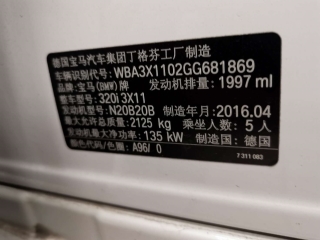 德国宝马汽车集团丁格芬工厂制造
车辆识别代号: WBA3X1102GG681869
品牌: 宝马(BMW)牌 发动机排量: 1997 ml
整车型号: 320i 3X11
发动机型号: N20B20B 制造年月: 2016.04
最大允许总质量: 2125 kg 乘坐人数: 5 人
发动机最大净功率: 135 kW 制造国: 德国
颜色代码/色圈: A96/ 0
7 311 083